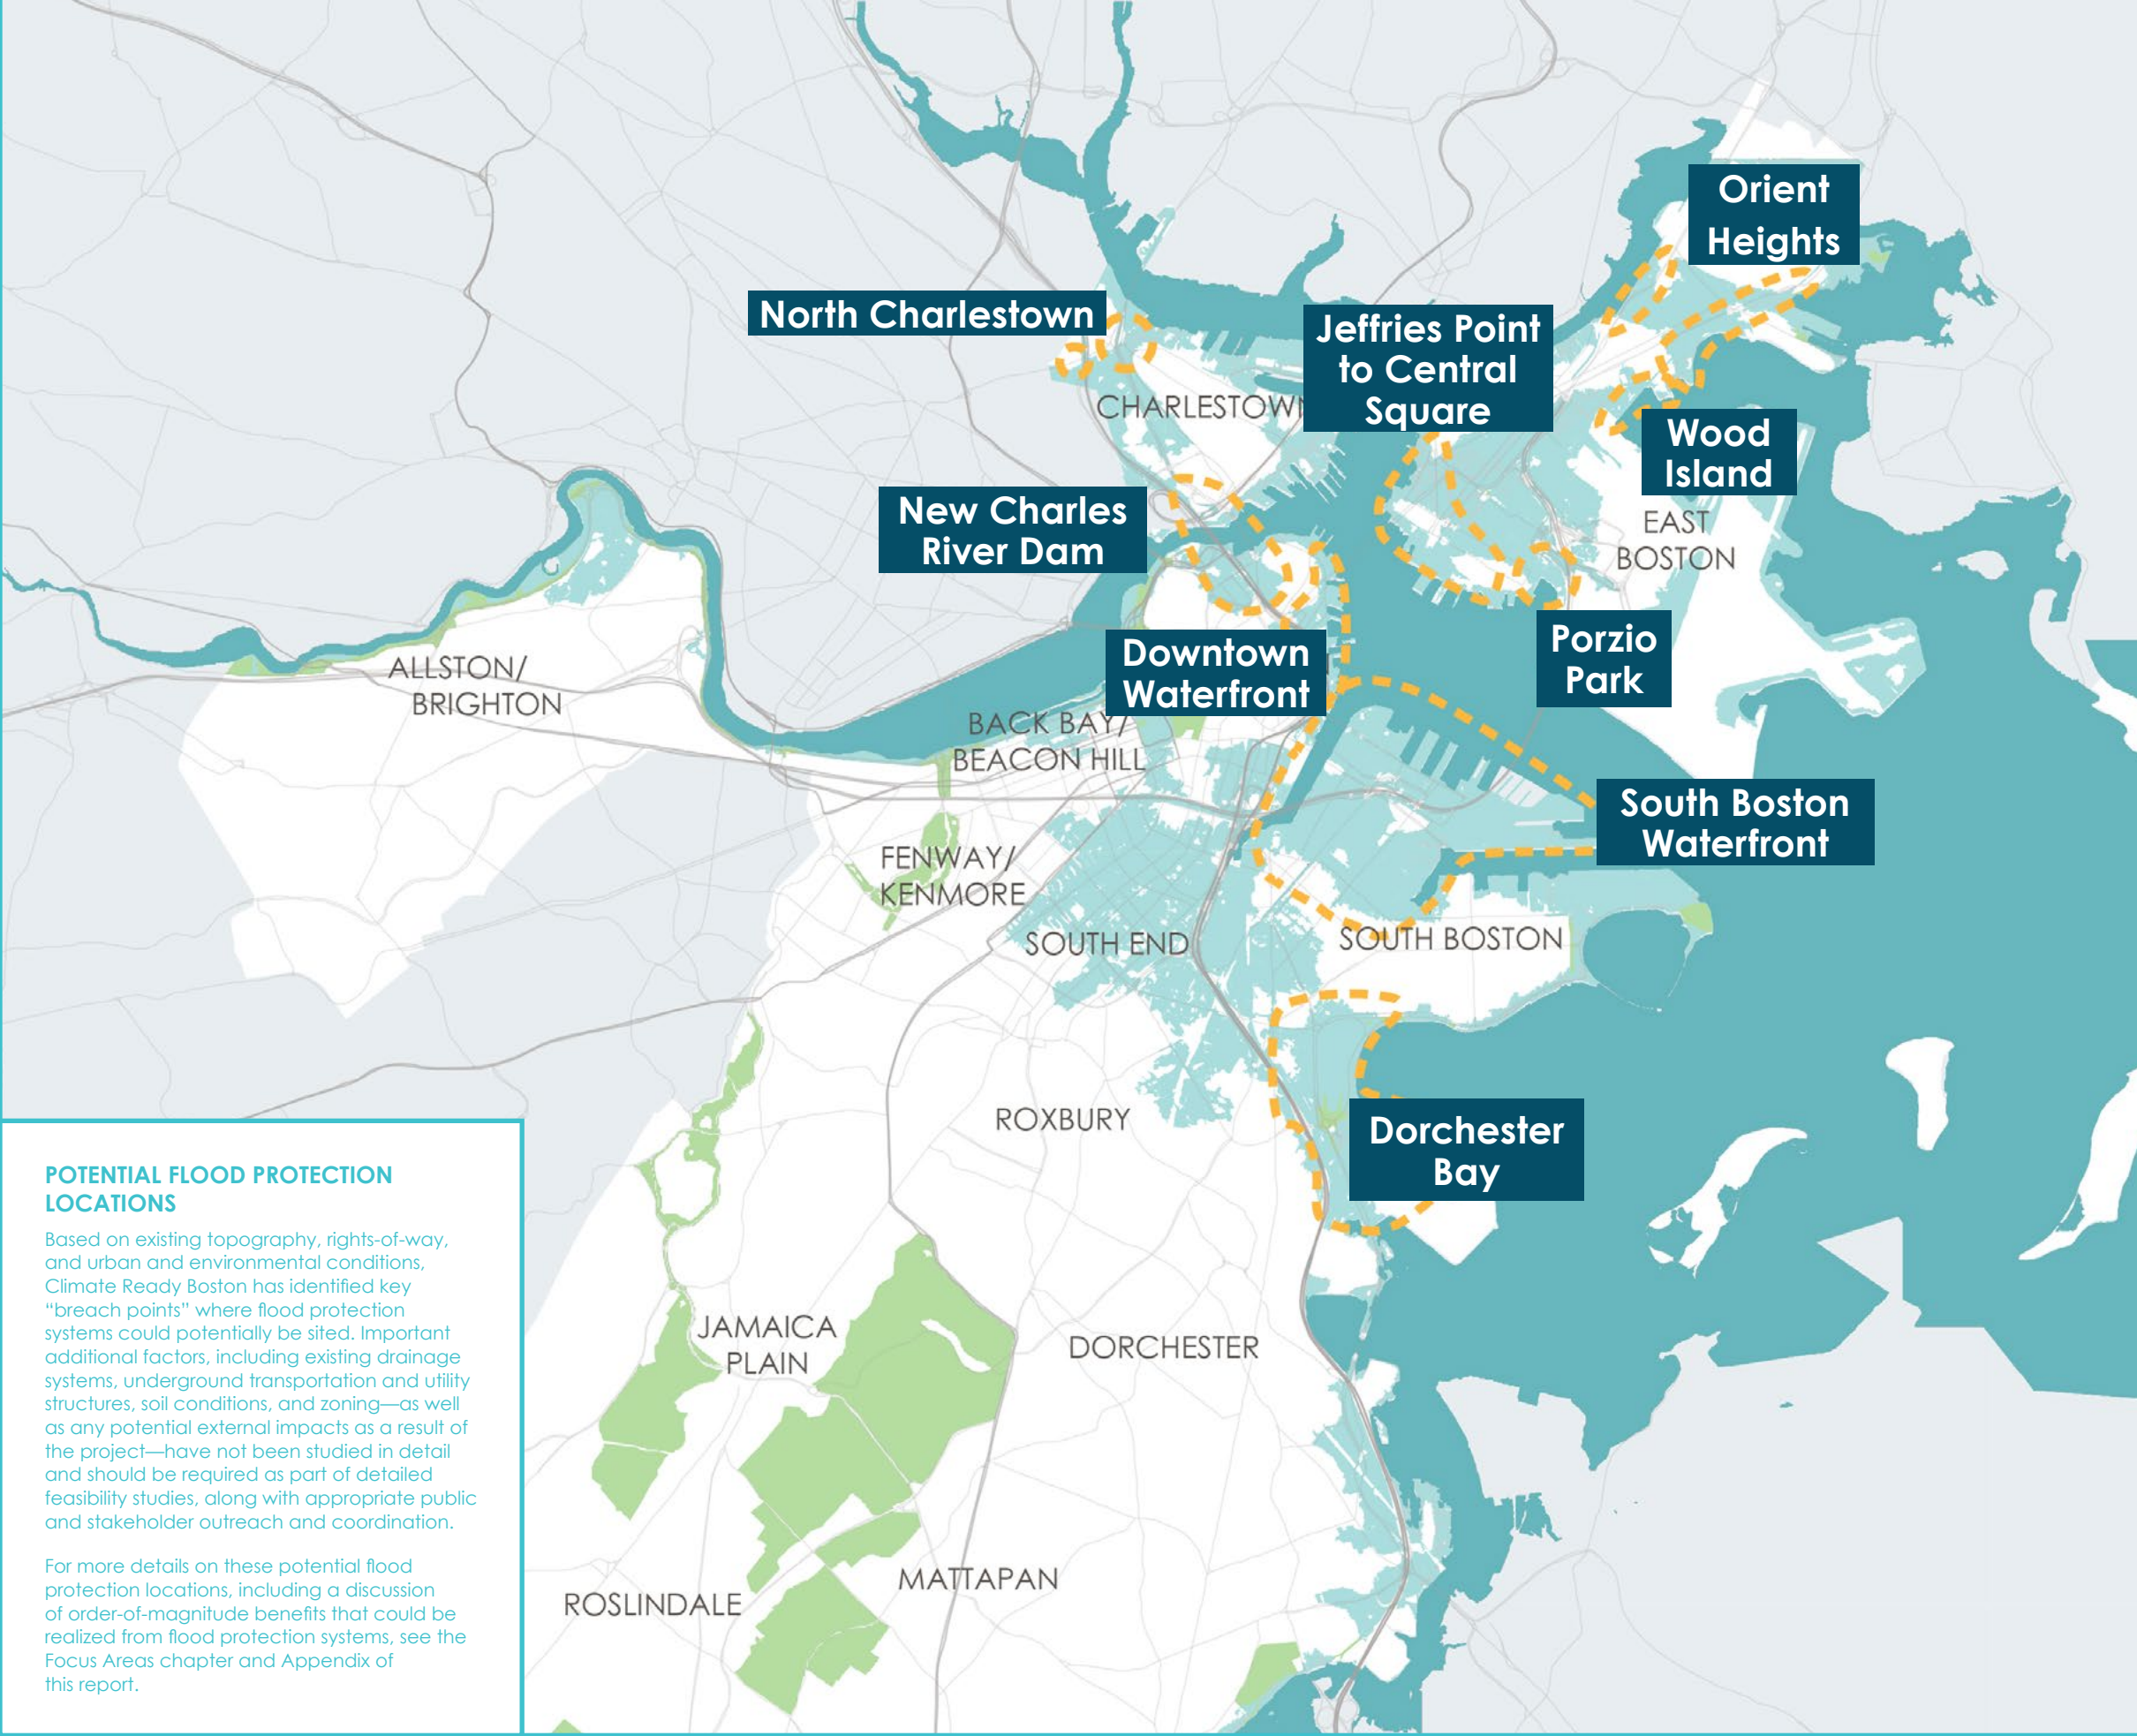 Orient
Heights
North Charlestown
Jeffries Point
to Central
Square
CHARLESTOWN
Wood
Island
New Charles
River Dam
EAST
BOSTON
Downtown
Waterfront
Porzio
Park
ALLSTON/
BRIGHTON
BACK BAY/
BEACON HILL
South Boston
Waterfront
FENWAY/
KENMORE
SOUTH END
SOUTH BOSTON
ROXBURY
Dorchester
Bay
JAMAICA
PLAIN
DORCHESTER
MATTAPAN
ROSLINDALE
POTENTIAL FLOOD PROTECTION
LOCATIONS
Based on existing topography, rights-of-way,
and urban and environmental conditions,
Climate Ready Boston has identified key
“breach points” where flood protection
systems could potentially be sited. Important
additional factors, including existing drainage
systems, underground transportation and utility
structures, soil conditions, and zoning—as well
as any potential external impacts as a result of
the project—have not been studied in detail
and should be required as part of detailed
feasibility studies, along with appropriate public
and stakeholder outreach and coordination.
For more details on these potential flood
protection locations, including a discussion
of order-of-magnitude benefits that could be
realized from flood protection systems, see the
Focus Areas chapter and Appendix of
this report.